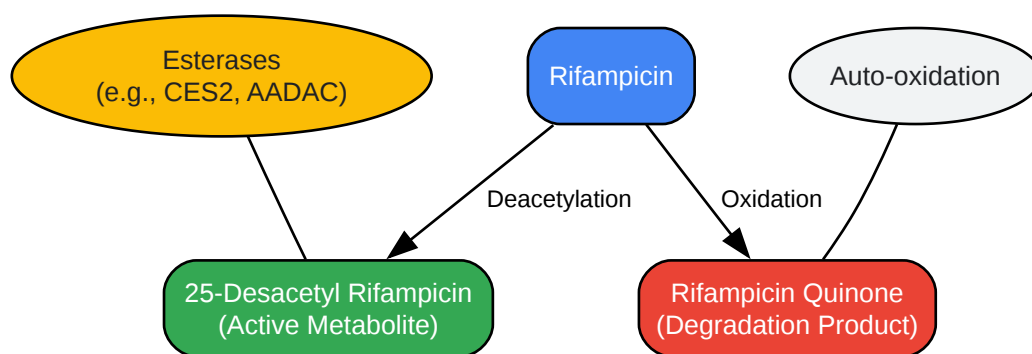 Esterases
(e.g., CES2, AADAC)
Rifampicin
Auto-oxidation
Deacetylation
Oxidation
25-Desacetyl Rifampicin
(Active Metabolite)
Rifampicin Quinone
(Degradation Product)